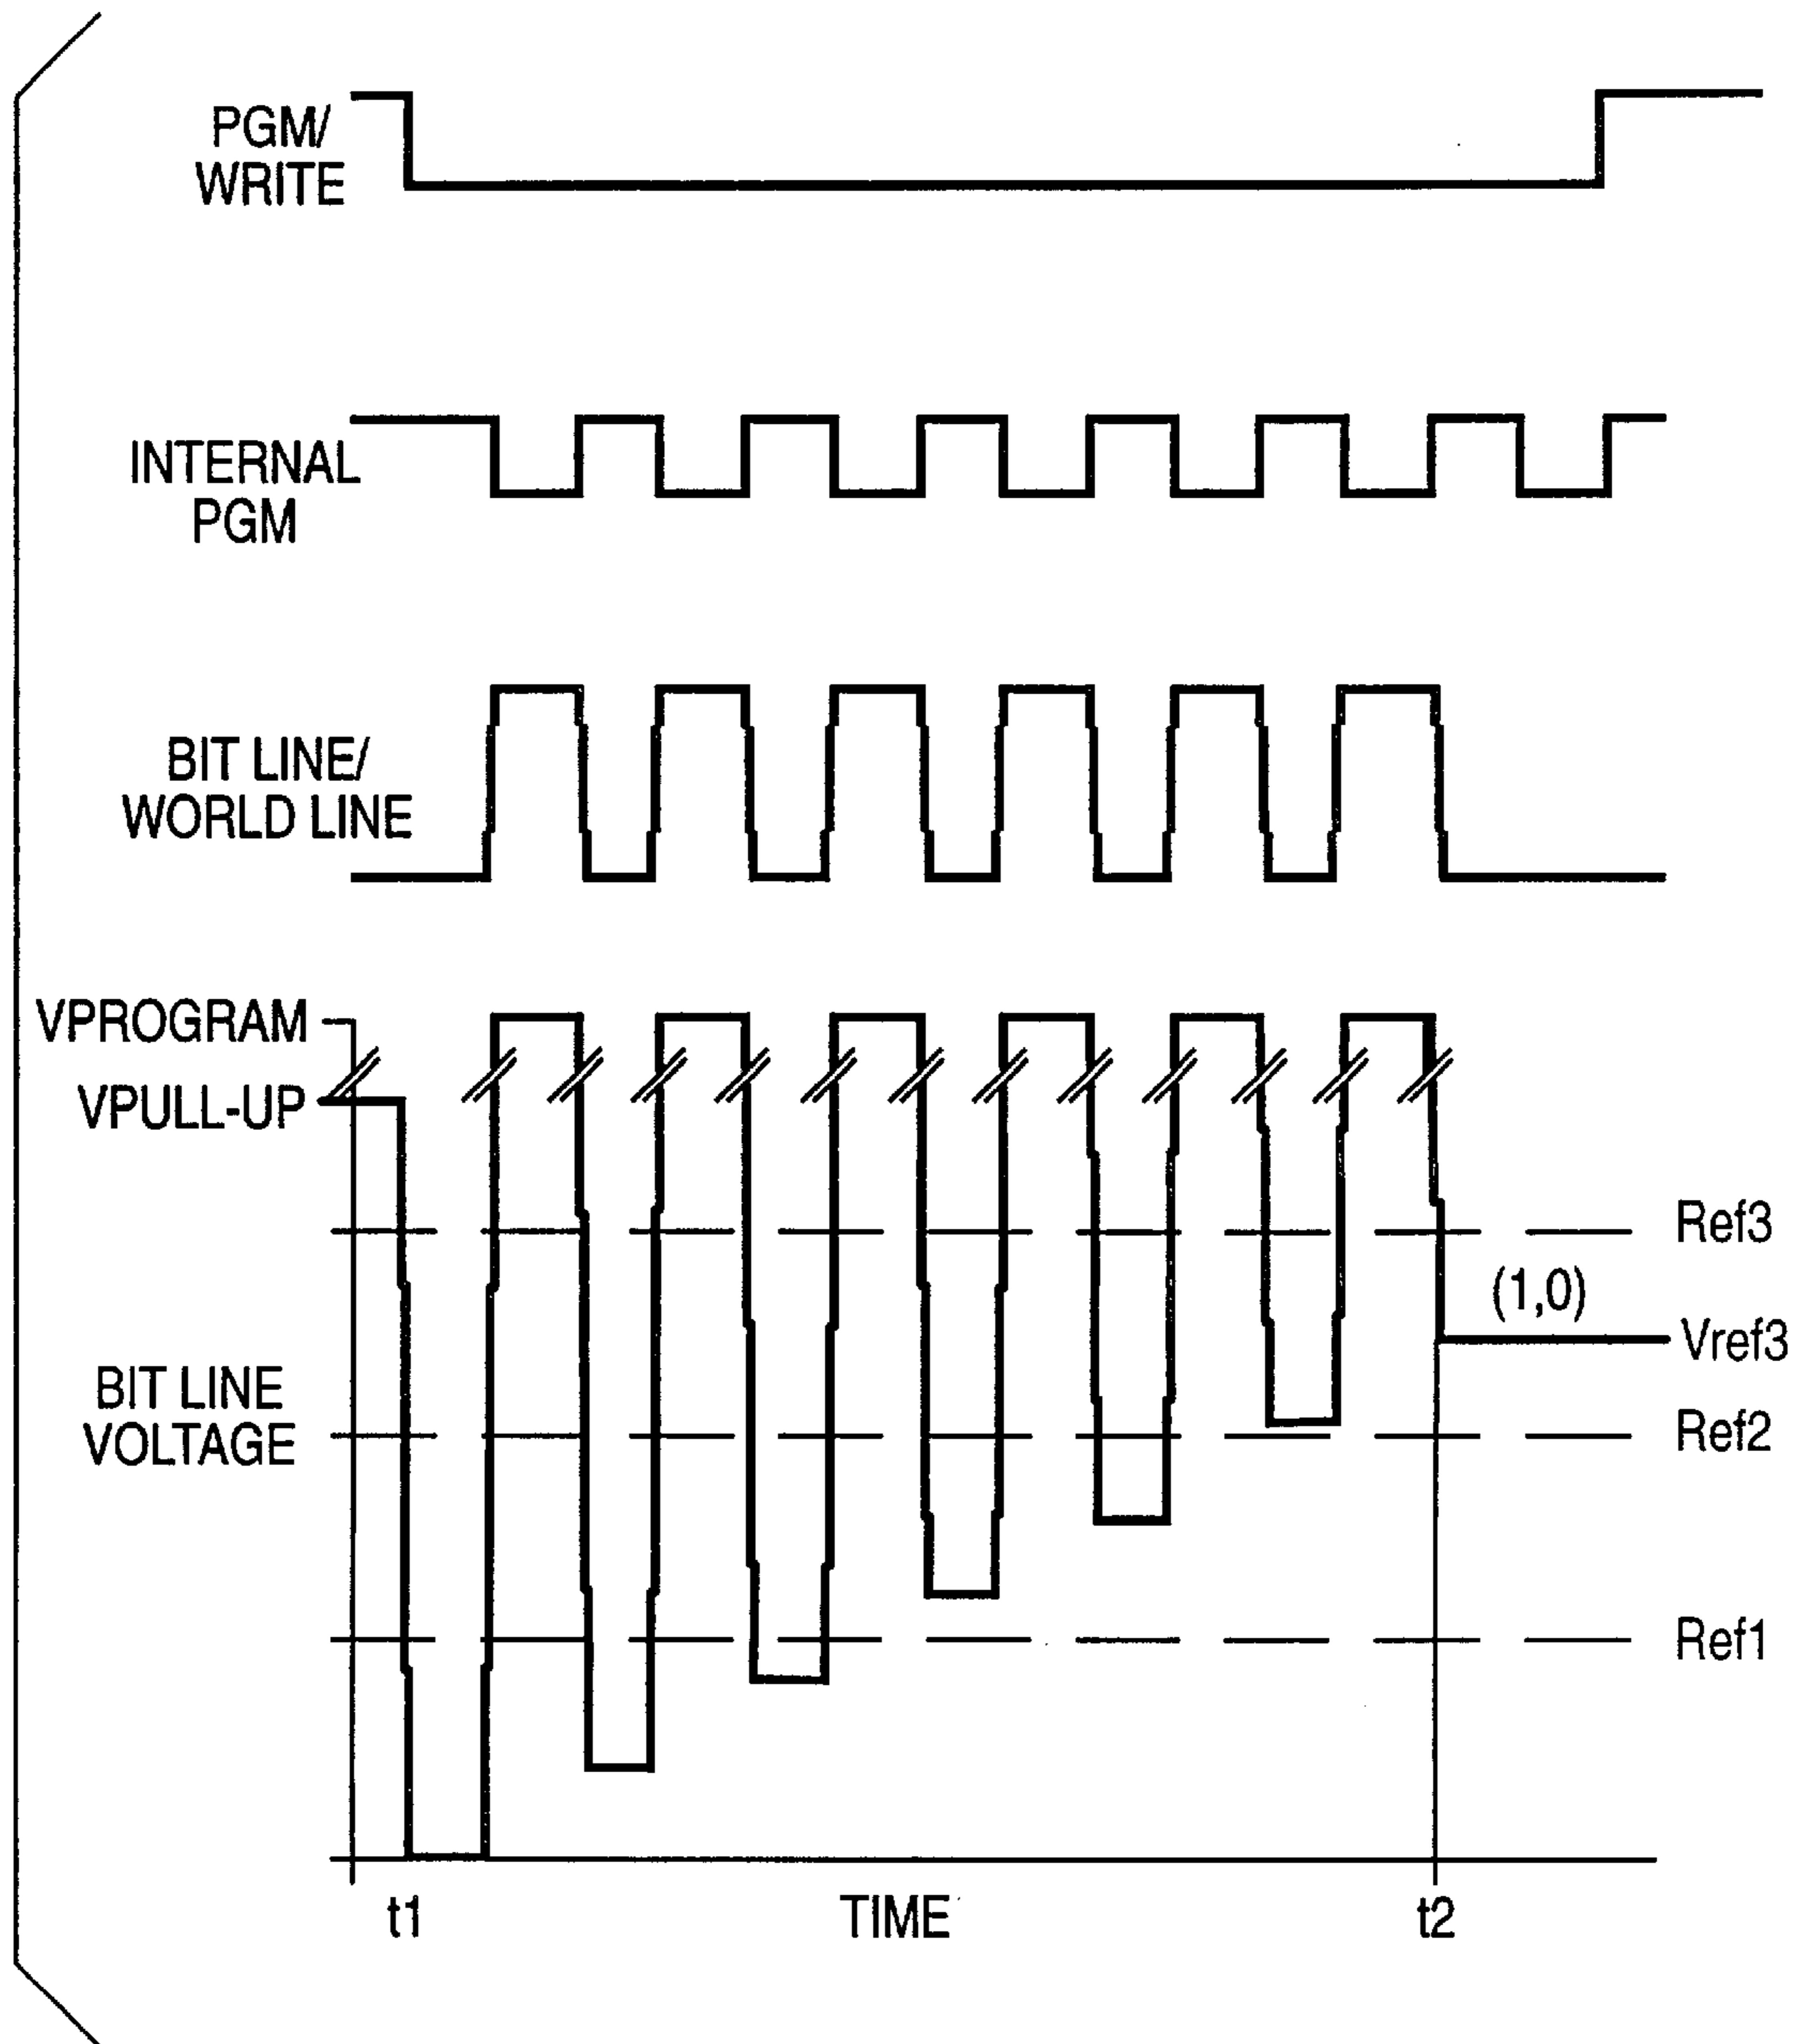 PGM/
WRITE
INTERNAL
PGM
BIT LINE/
WORLD LINE
VPROGRAM
VPULL-UP
Ref3
(1,0)
Vref3
BIT LINE
VOLTAGE
Ref2
Ref1
t1
TIME
t2